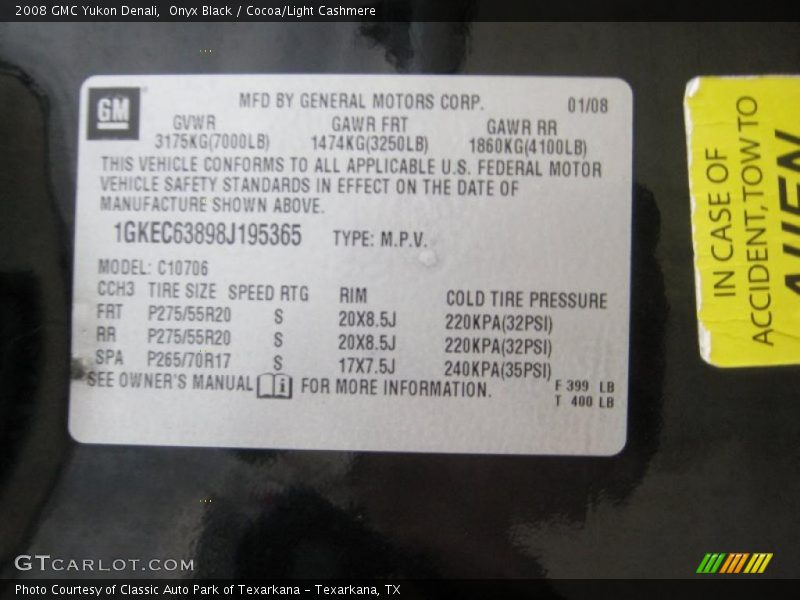 2008 GMC Yukon Denali,  Onyx Black / Cocoa/Light Cashmere
GM
MFD BY GENERAL MOTORS CORP. 01/08
GVWR GAWR FRT GAWR RR
3175KG(7000LB) 1474KG(3250LB) 1860KG(4100LB)
THIS VEHICLE CONFORMS TO ALL APPLICABLE U.S. FEDERAL MOTOR
VEHICLE SAFETY STANDARDS IN EFFECT ON THE DATE OF
MANUFACTURE SHOWN ABOVE.
1GKEC63898J195365 TYPE: M.P.V.
MODEL: C10706
CCH3 TIRE SIZE SPEED RTG RIM COLD TIRE PRESSURE
FRT P275/55R20 S 20X8.5J 220KPA(32PSI)
RR P275/55R20 S 20X8.5J 220KPA(32PSI)
SPA P265/70R17 S 17X7.5J 240KPA(35PSI)
SEE OWNER'S MANUAL FOR MORE INFORMATION.
F 399 LB
T 400 LB
IN CASE OF
ACCIDENT, TOW TO
GTCARLOT.COM
Photo Courtesy of Classic Auto Park of Texarkana – Texarkana, TX